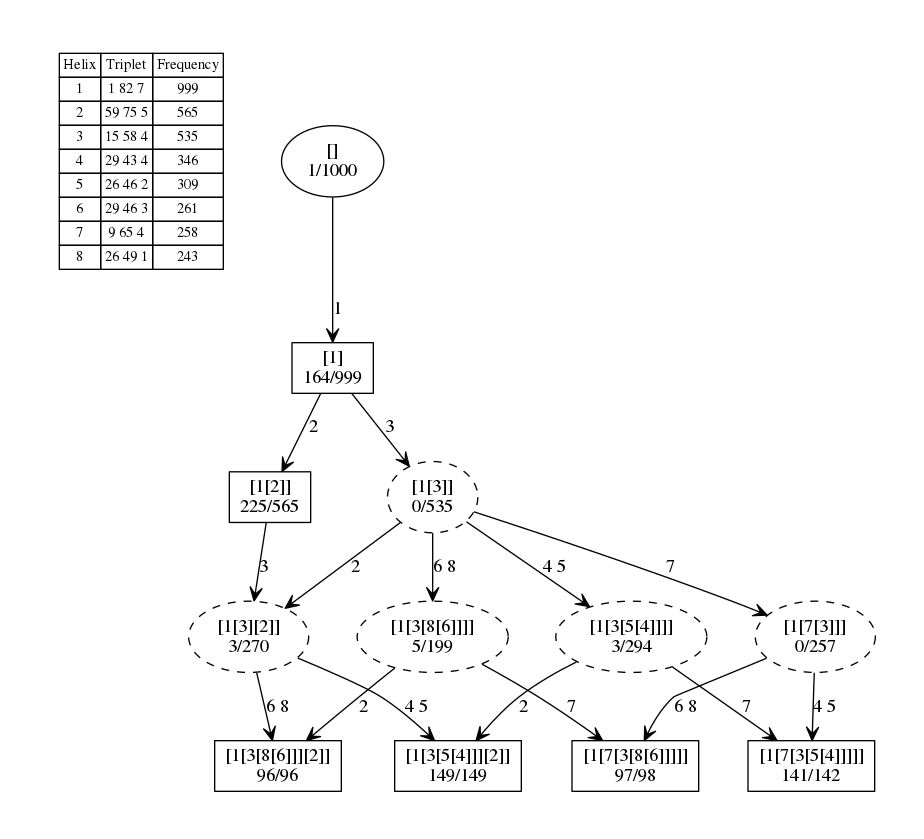 Helix Triplet Frequency
1 1 82 7 999
2 59 75 5 565
3 15 58 4 535
4 29 43 4 346
5 26 46 2 309
6 29 46 3 261
7 9 65 4 258
8 26 49 1 243
[]
1/1000
1
[1]
164/999
2 3
[1[2]]
225/565
[1[3]]
0/535
3 2 6 8 4 5 7
[1[3][2]]
3/270
[1[3[8[6]]]]
5/199
[1[3[5[4]]]]
3/294
[1[7[3]]]
0/257
6 8 2 4 5 2 7 6 8 7 4 5
[1[3[8[6]]][2]]
96/96
[1[3[5[4]]][2]]
149/149
[1[7[3[8[6]]]]]
97/98
[1[7[3[5[4]]]]]
141/142